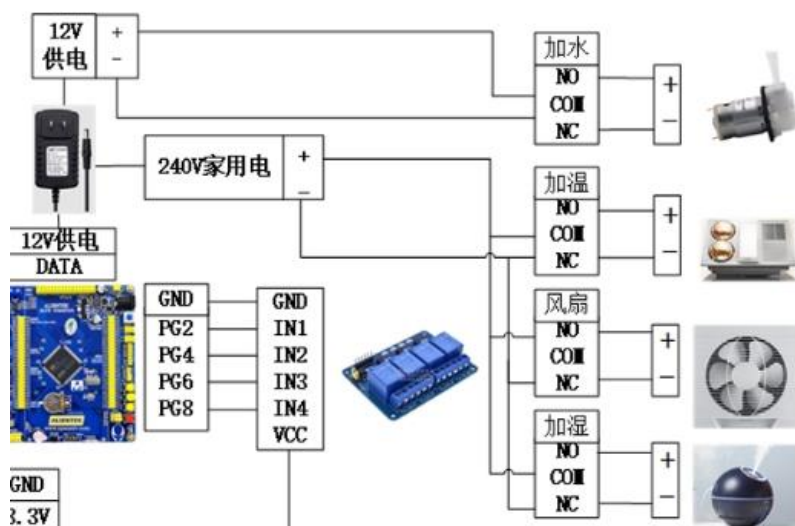 12V
供电
+
-
240V家用电
+
-
12V供电
DATA
GND
PG2
PG4
PG6
PG8
GND
IN1
IN2
IN3
IN4
VCC
GND
3.3V
加水
NO
COM
NC
+
-
加温
NO
COM
NC
+
-
风扇
NO
COM
NC
+
-
加湿
NO
COM
NC
+
-
ALIENTEK